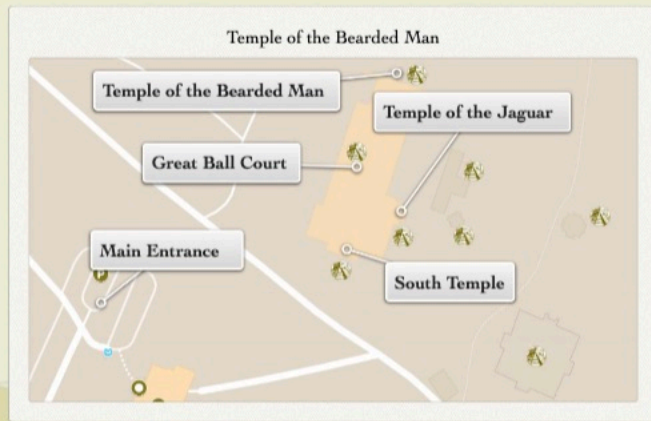 Temple of the Bearded Man
Temple of the Bearded Man
Temple of the Jaguar
Great Ball Court
Main Entrance
South Temple